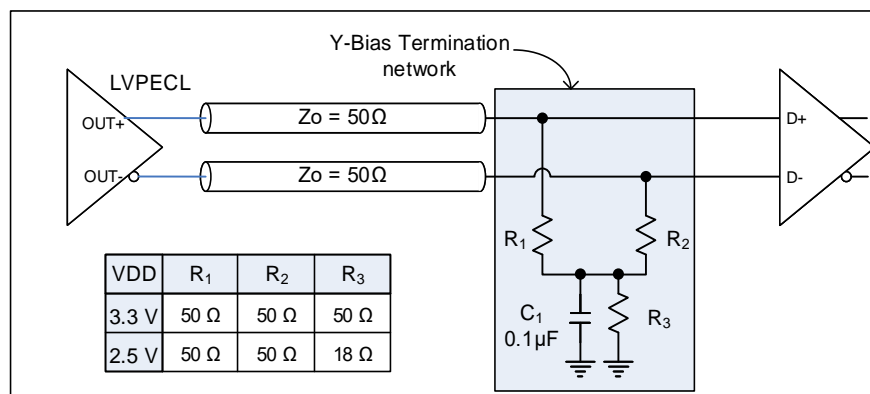 Y-Bias Termination
network
LVPECL
OUT+
Zo = 50Ω
D+
OUT-
Zo = 50Ω
D-
R1
R2
VDD R1 R2 R3
3.3 V 50 Ω 50 Ω 50 Ω
2.5 V 50 Ω 50 Ω 18 Ω
C1
0.1µF
R3